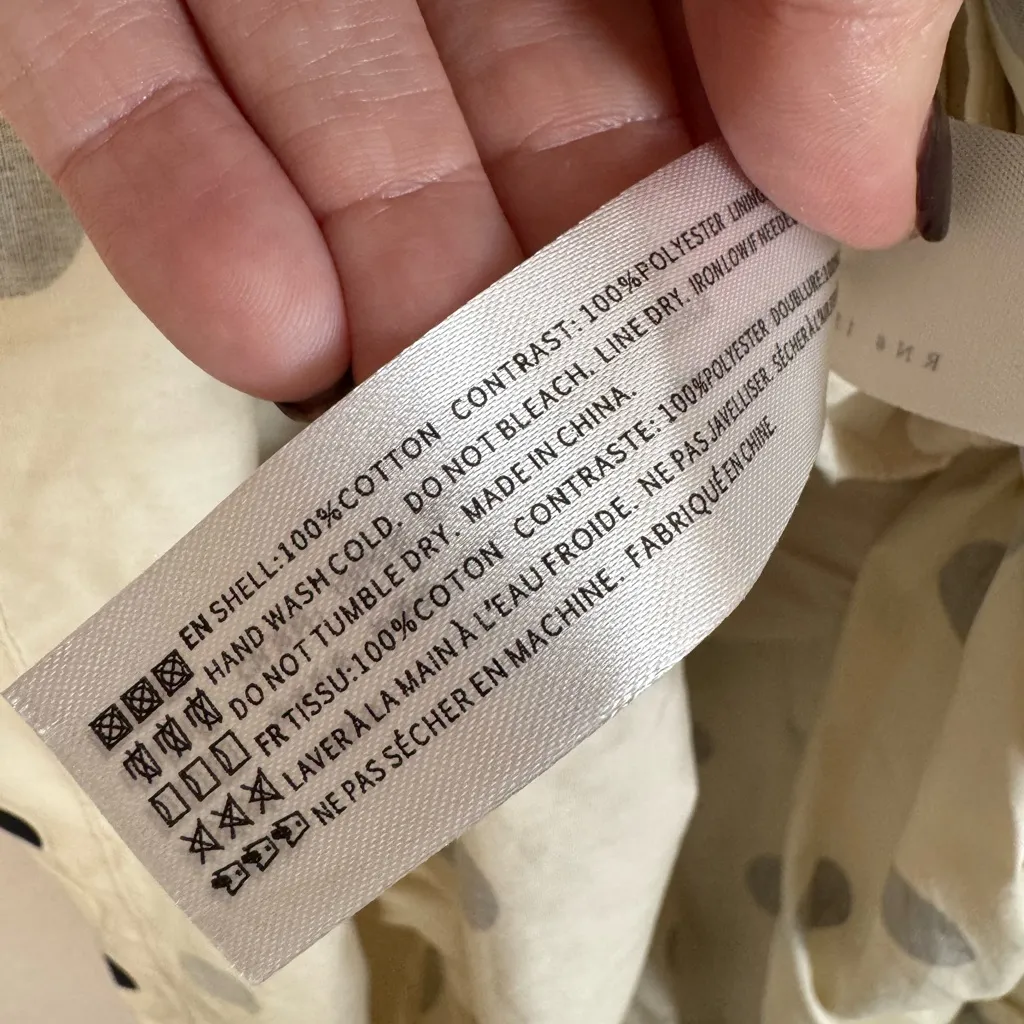 EN SHELL:100%COTTON CONTRAST:100%POLYESTER LINING
HAND WASH COLD. DO NOT BLEACH. LINE DRY. IRON LOW IF NEEDED
DO NOT TUMBLE DRY. MADE IN CHINA.
FR TISSU:100%COTON CONTRASTE:100%POLYESTER DOUBLURE:100%
LAVER À LA MAIN À L'EAU FROIDE. NE PAS JAVELLISER. SÉCHER À
NE PAS SÉCHER EN MACHINE. FABRIQUÉ EN CHINE
RN